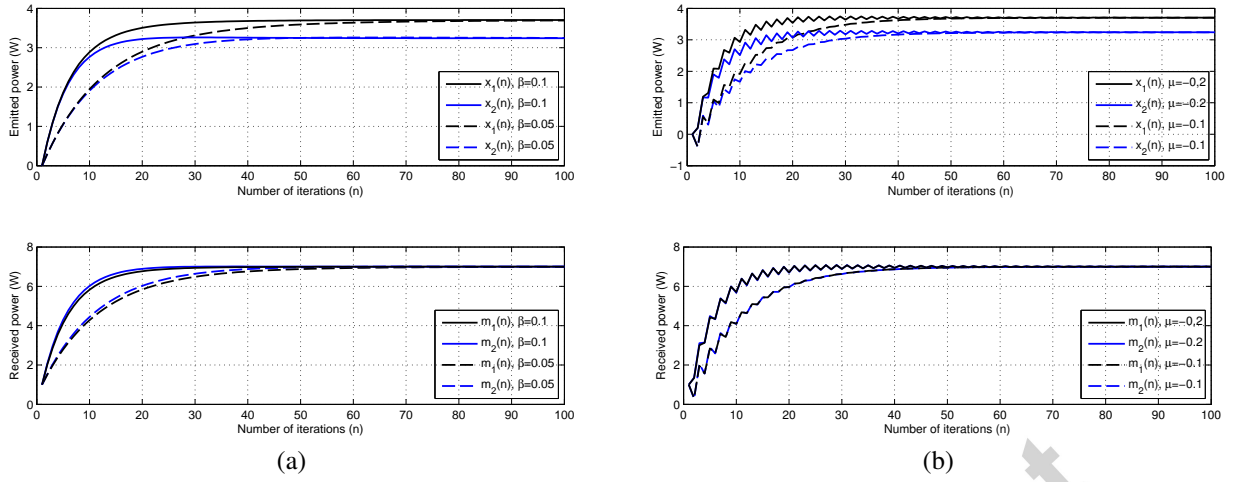 4
3
2
1
0
Emitted power (W)
x1(n), β=0.1
x2(n), β=0.1
x1(n), β=0.05
x2(n), β=0.05
0 10 20 30 40 50 60 70 80 90 100
Number of iterations (n)
8
6
4
2
0
Received power (W)
m1(n), β=0.1
m2(n), β=0.1
m1(n), β=0.05
m2(n), β=0.05
0 10 20 30 40 50 60 70 80 90 100
Number of iterations (n)
(a)
4
3
2
1
0
−1
Emitted power (W)
x1(n), μ=−0,2
x2(n), μ=−0.2
x1(n), μ=−0.1
x2(n), μ=−0.1
0 10 20 30 40 50 60 70 80 90 100
Number of iterations (n)
8
6
4
2
0
Received power (W)
m1(n), μ=−0,2
m2(n), μ=−0.2
m1(n), μ=−0.1
m2(n), μ=−0.1
0 10 20 30 40 50 60 70 80 90 100
Number of iterations (n)
(b)